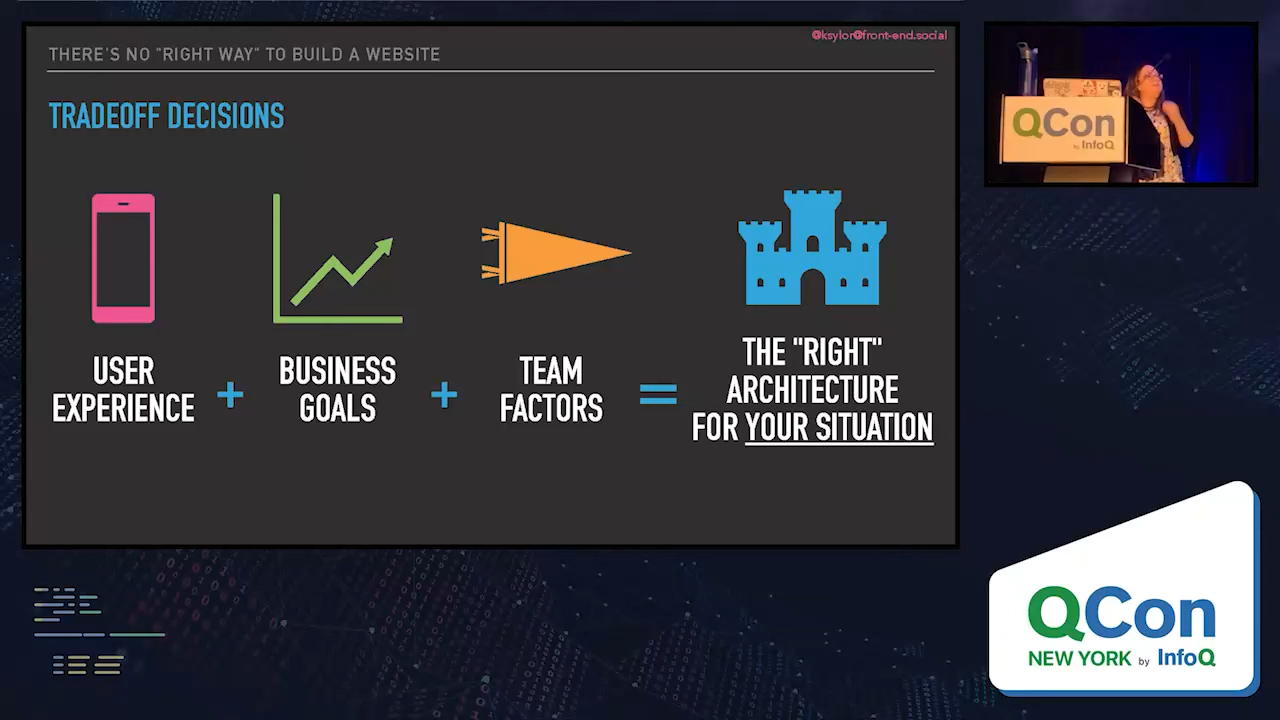 @ksylor@front-end.social
THERE'S NO "RIGHT WAY" TO BUILD A WEBSITE
TRADEOFF DECISIONS
USER
EXPERIENCE
+
BUSINESS
GOALS
+
TEAM
FACTORS
=
THE "RIGHT"
ARCHITECTURE
FOR YOUR SITUATION
QCon
by InfoQ
QCon
NEW YORK by InfoQ